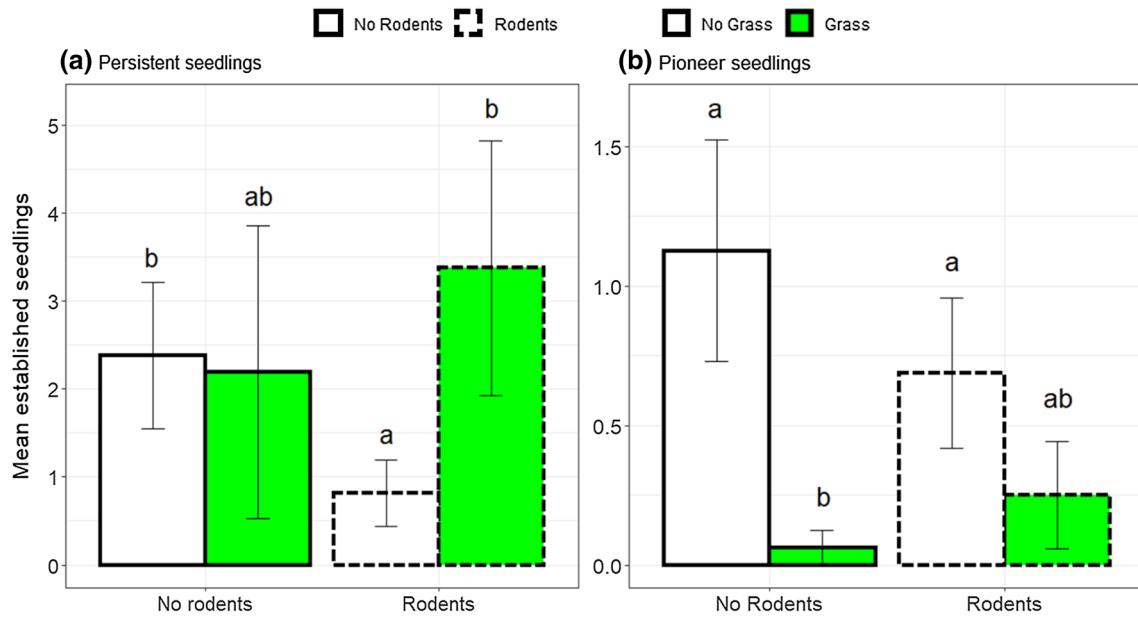 No Rodents Rodents No Grass Grass
(a) Persistent seedlings
(b) Pioneer seedlings
Mean established seedlings
5
4
3
2
1
0
b
ab
a
b
No rodents Rodents
1.5
1.0
0.5
0.0
a
b
a
ab
No Rodents Rodents